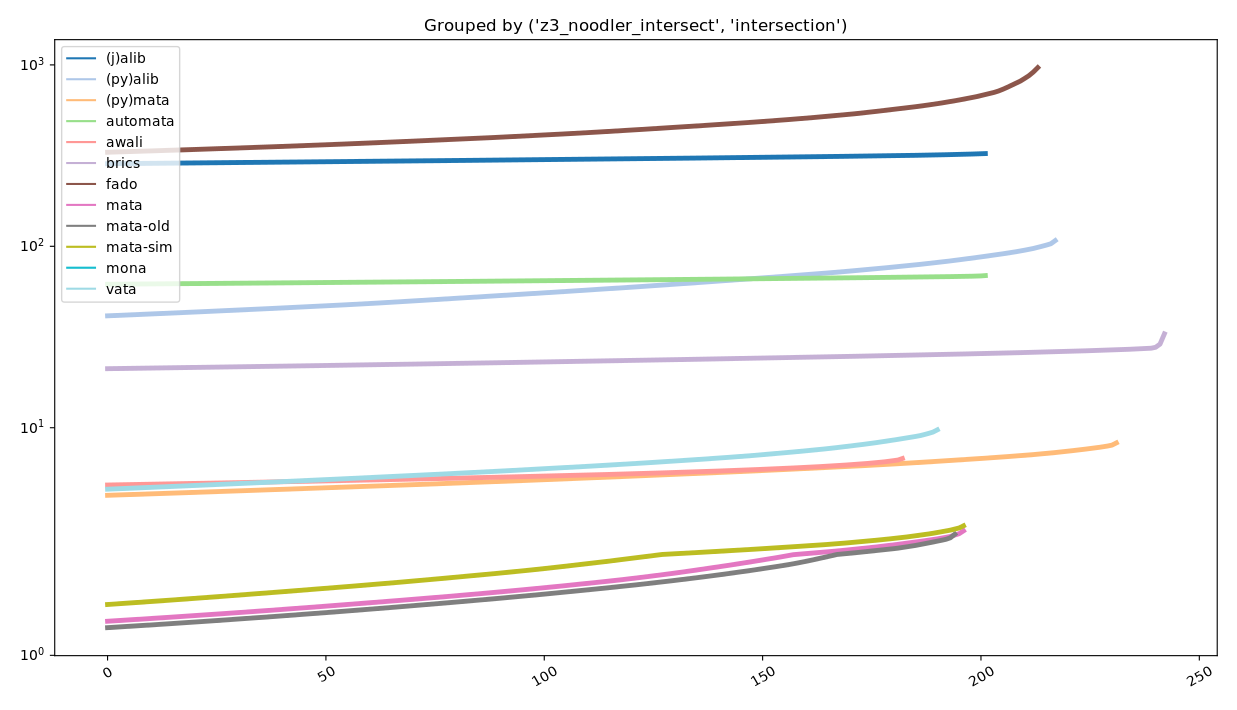 Grouped by ('z3_noodler_intersect', 'intersection')
10³
10²
10¹
10⁰
(j)alib
(py)alib
(py)mata
automata
awali
brics
fado
mata
mata-old
mata-sim
mona
vata
0
50
100
150
200
250